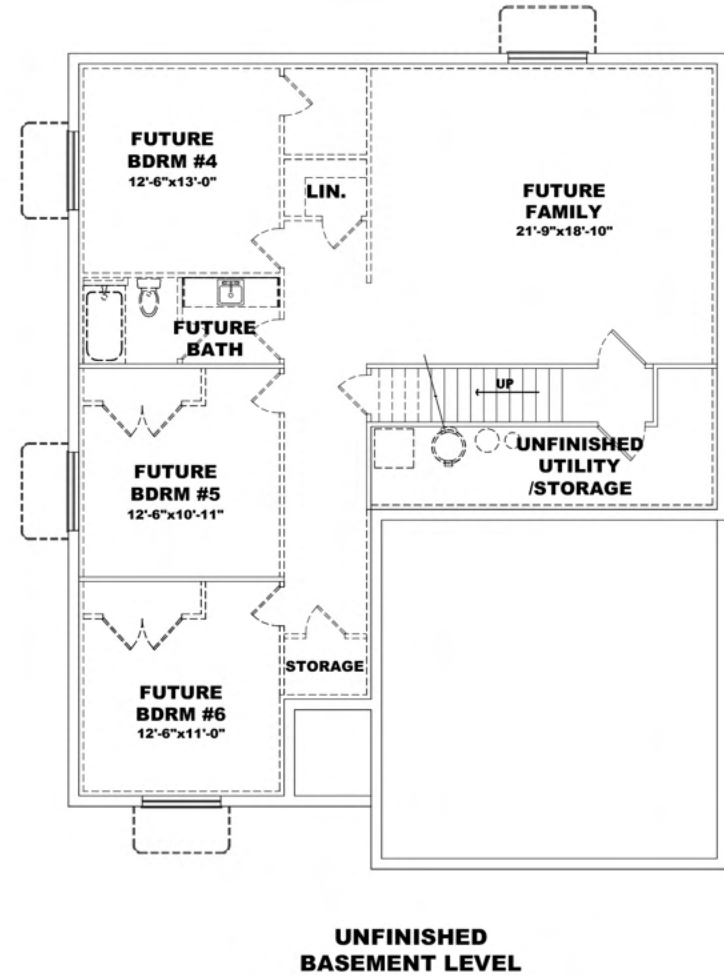 FUTURE
BDRM #4
12'-6"x13'-0"
LIN.
FUTURE
FAMILY
21'-9"x18'-10"
FUTURE
BATH
UP
FUTURE
BDRM #5
12'-6"x10'-11"
UNFINISHED
UTILITY
/STORAGE
STORAGE
FUTURE
BDRM #6
12'-6"x11'-0"
UNFINISHED
BASEMENT LEVEL